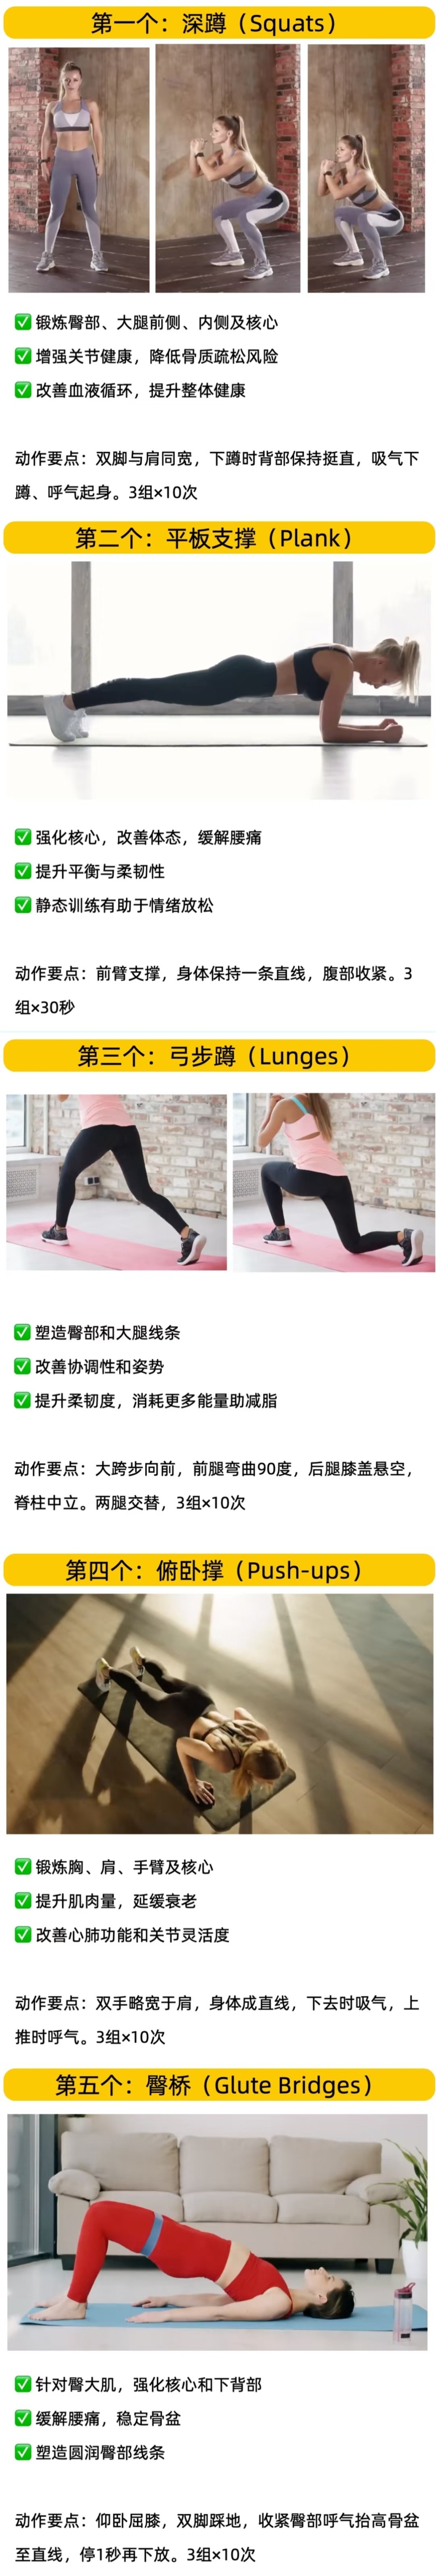 第一个：深蹲（Squats）
✅ 锻炼臀部、大腿前侧、内侧及核心
✅ 增强关节健康，降低骨质疏松风险
✅ 改善血液循环，提升整体健康
动作要点：双脚与肩同宽，下蹲时背部保持挺直，吸气下
蹲、呼气起身。3组×10次
第二个：平板支撑（Plank）
✅ 强化核心，改善体态，缓解腰痛
✅ 提升平衡与柔韧性
✅ 静态训练有助于情绪放松
动作要点：前臂支撑，身体保持一条直线，腹部收紧。3
组×30秒
第三个：弓步蹲（Lunges）
✅ 塑造臀部和大腿线条
✅ 改善协调性和姿势
✅ 提升柔韧度，消耗更多能量助减脂
动作要点：大跨步向前，前腿弯曲90度，后腿膝盖悬空，
脊柱中立。两腿交替，3组×10次
第四个：俯卧撑（Push-ups）
✅ 锻炼胸、肩、手臂及核心
✅ 提升肌肉量，延缓衰老
✅ 改善心肺功能和关节灵活度
动作要点：双手略宽于肩，身体成直线，下去时吸气，上
推时呼气。3组×10次
第五个：臀桥（Glute Bridges）
✅ 针对臀大肌，强化核心和下背部
✅ 缓解腰痛，稳定骨盆
✅ 塑造圆润臀部线条
动作要点：仰卧屈膝，双脚踩地，收紧臀部呼气抬高骨盆
至直线，停1秒再下放。3组×10次